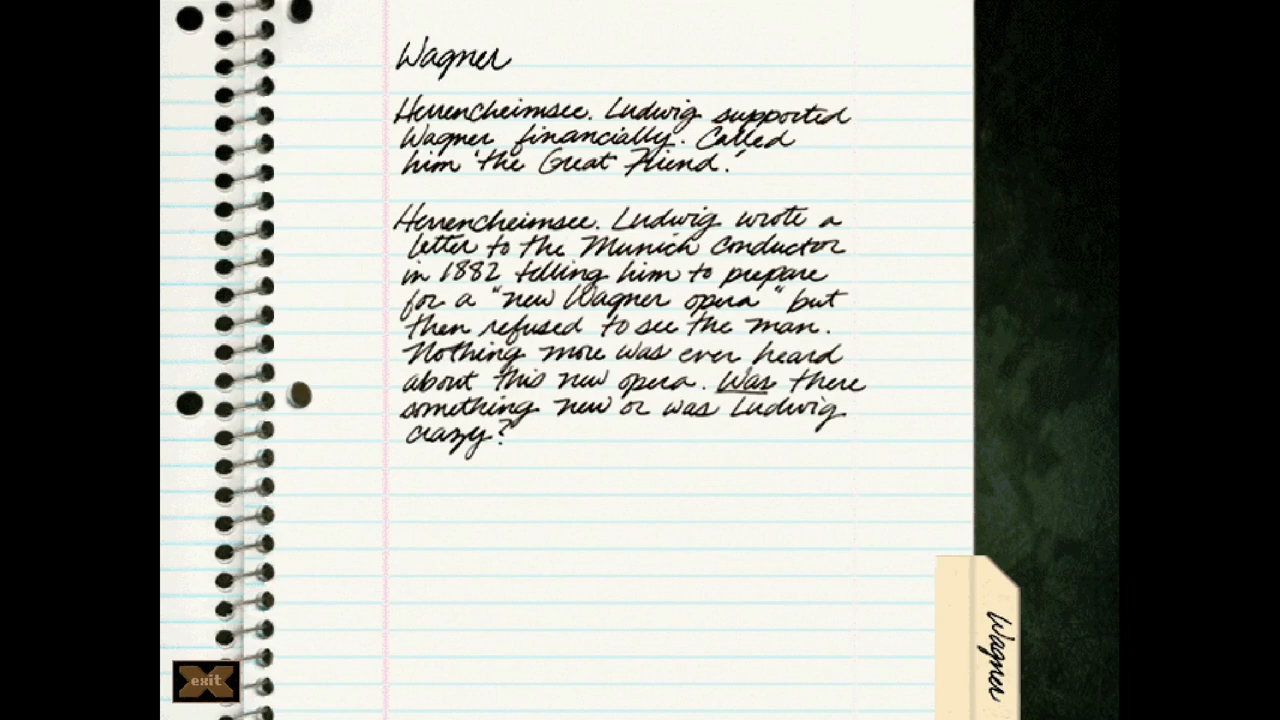 Wagner
Herrencheimsee. Ludwig supported
Wagner financially. Called
him 'the Great Friend.'
Herrencheimsee. Ludwig wrote a
letter to the Munich conductor
in 1882 telling him to prepare
for a "new Wagner opera" but
then refused to see the man.
Nothing more was ever heard
about this new opera. Was there
something new or was Ludwig
crazy?
Wagner
exit